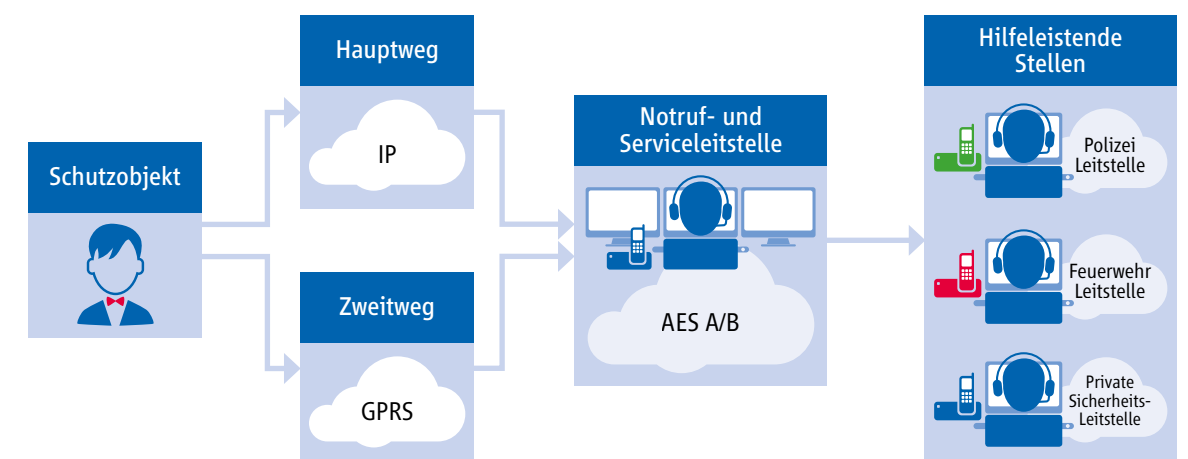 Schutzobjekt
Hauptweg
IP
Zweitweg
GPRS
Notruf- und
Serviceleitstelle
AES A/B
Hilfeleistende
Stellen
Polizei
Leitstelle
Feuerwehr
Leitstelle
Private
Sicherheits-
Leitstelle